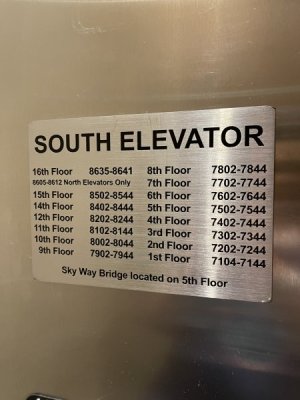 SOUTH ELEVATOR
16th Floor 8635-8641
8605-8612 North Elevators Only
15th Floor 8502-8544
14th Floor 8402-8444
12th Floor 8202-8244
11th Floor 8102-8144
10th Floor 8002-8044
9th Floor 7902-7944
8th Floor 7802-7844
7th Floor 7702-7744
6th Floor 7602-7644
5th Floor 7502-7544
4th Floor 7402-7444
3rd Floor 7302-7344
2nd Floor 7202-7244
1st Floor 7104-7144
Sky Way Bridge located on 5th Floor